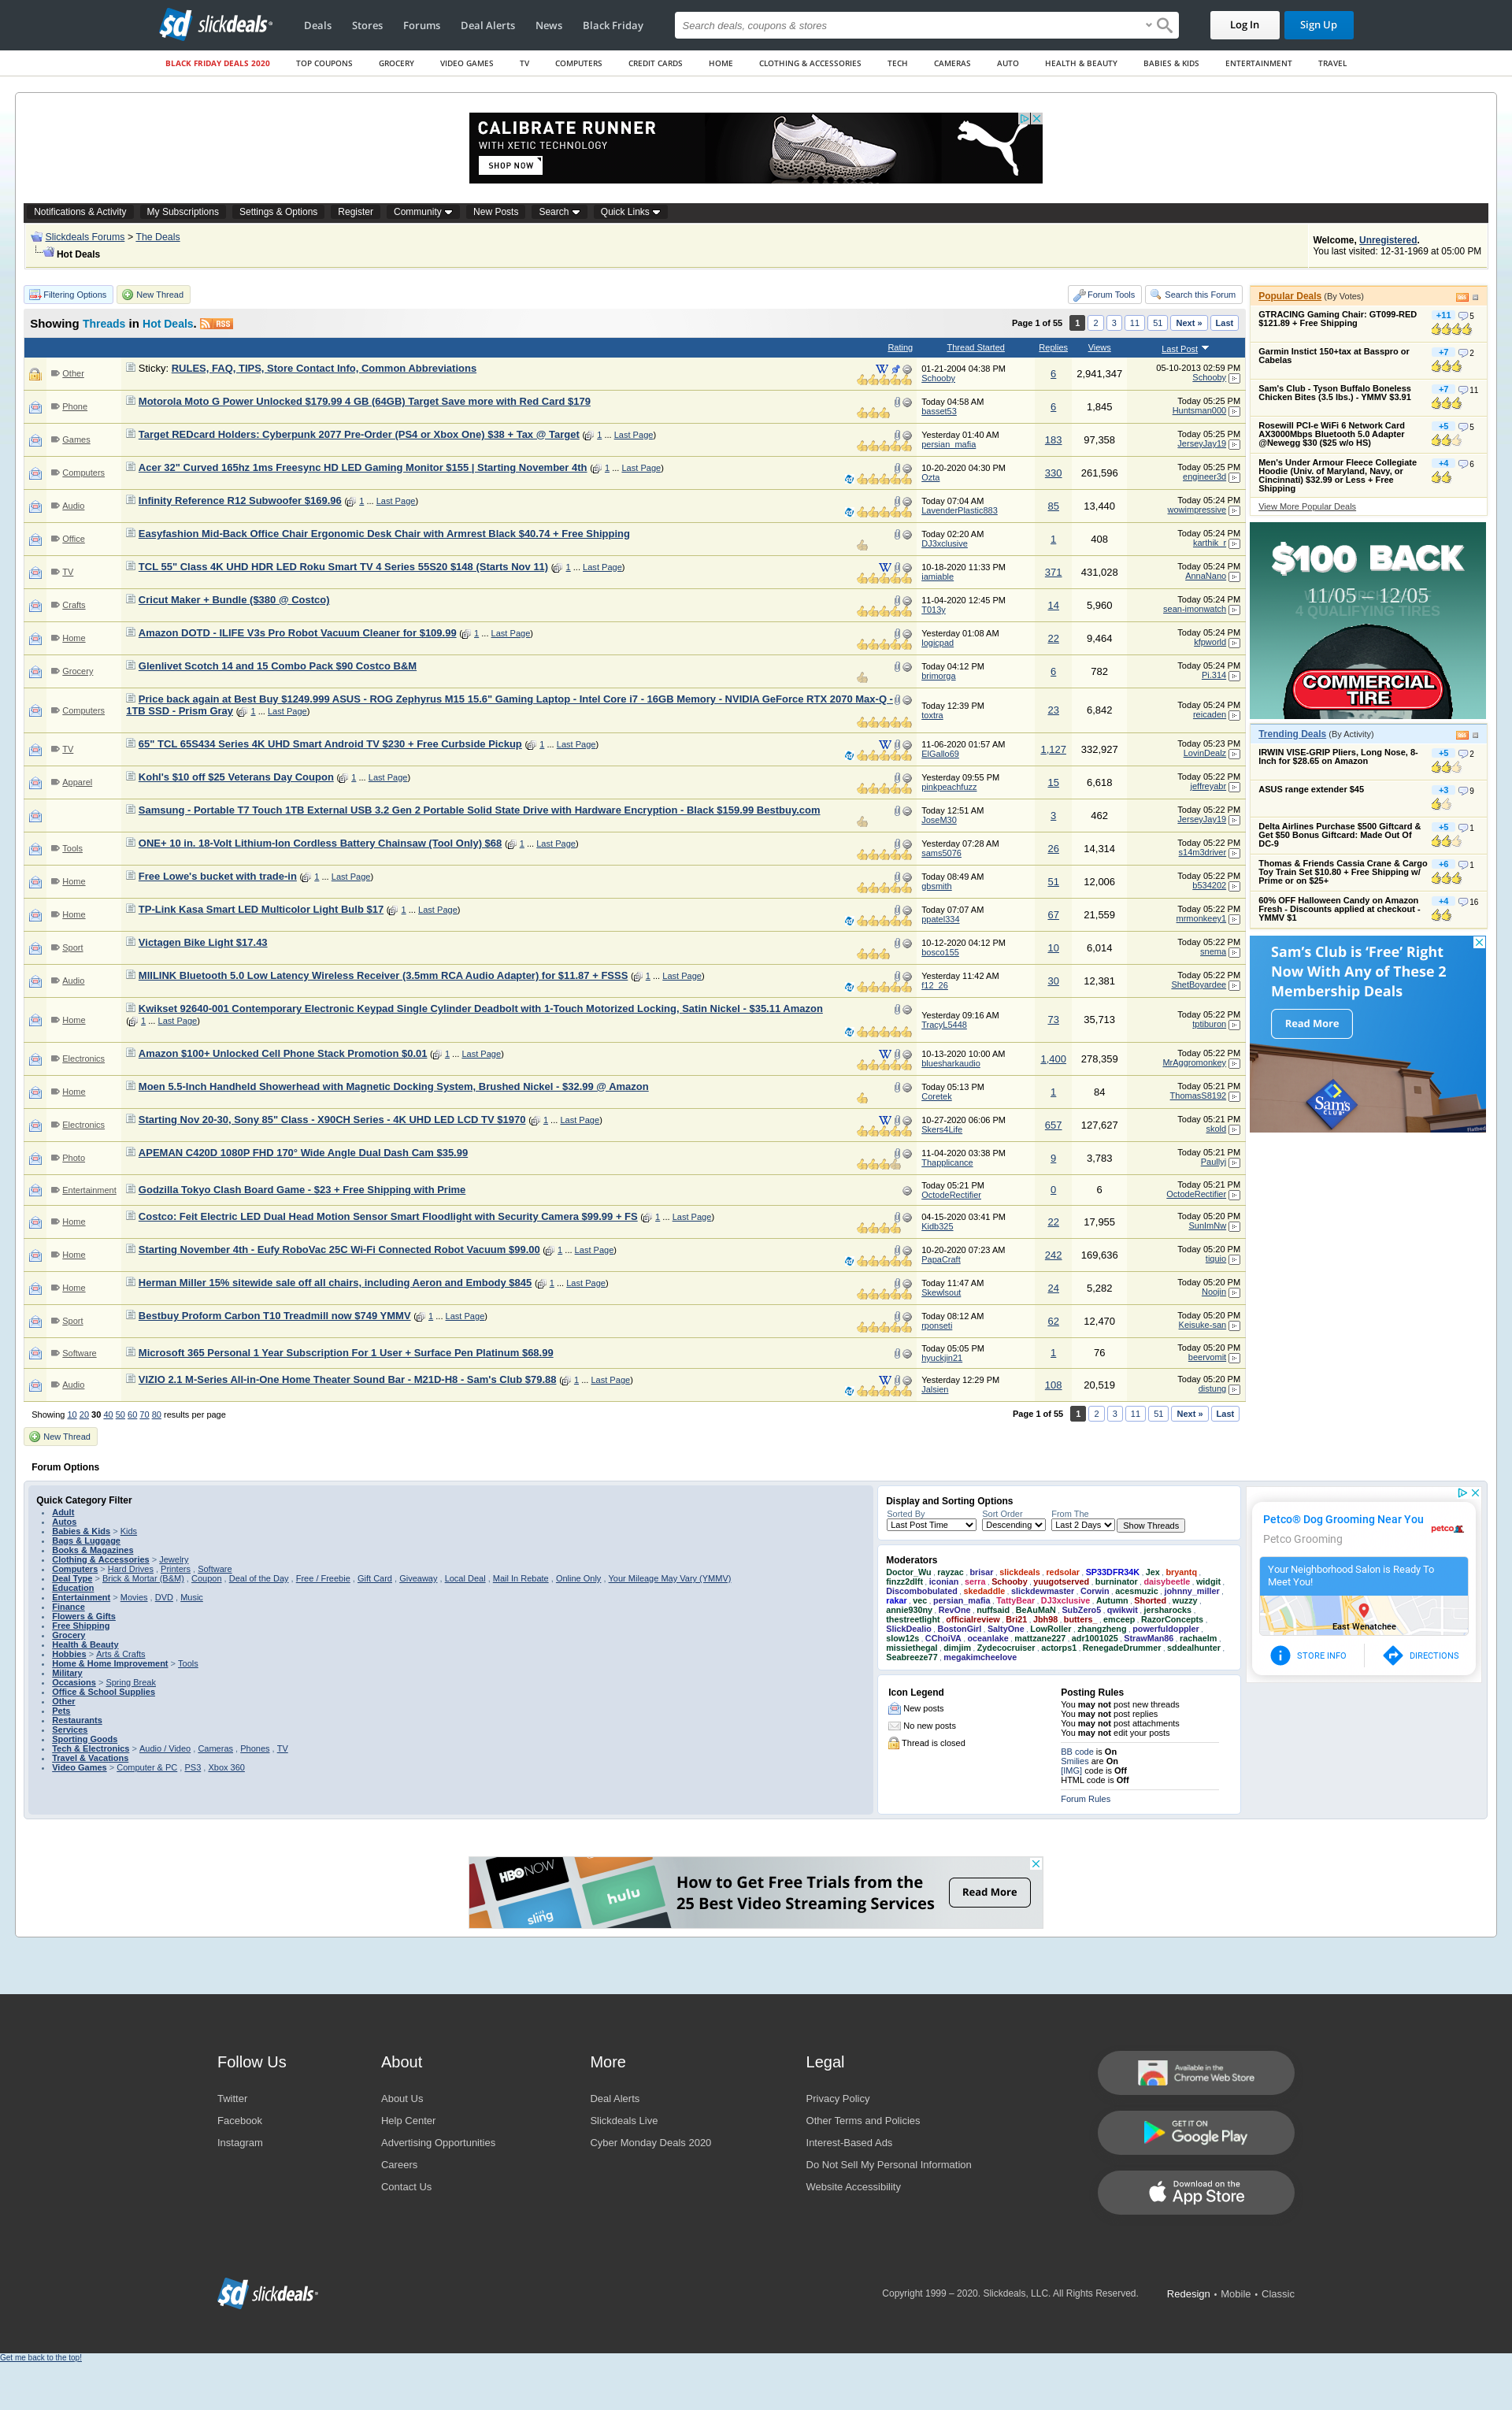 slickdeals
Deals Stores Forums Deal Alerts News Black Friday
Search deals, coupons & stores
Log In Sign Up
BLACK FRIDAY DEALS 2020 TOP COUPONS GROCERY VIDEO GAMES TV COMPUTERS CREDIT CARDS HOME CLOTHING & ACCESSORIES TECH CAMERAS AUTO HEALTH & BEAUTY BABIES & KIDS ENTERTAINMENT TRAVEL
CALIBRATE RUNNER
WITH XETIC TECHNOLOGY
SHOP NOW
Notifications & Activity My Subscriptions Settings & Options Register Community New Posts Search Quick Links
Slickdeals Forums > The Deals
Hot Deals
Welcome, Unregistered.
You last visited: 12-31-1969 at 05:00 PM
Filtering Options New Thread Forum Tools Search this Forum
Showing Threads in Hot Deals. RSS
Page 1 of 55 1 2 3 11 51 Next » Last
Rating Thread Started Replies Views Last Post
Other Sticky: RULES, FAQ, TIPS, Store Contact Info, Common Abbreviations 01-21-2004 04:38 PM Schooby 6 2,941,347 05-10-2013 02:59 PM Schooby
Phone Motorola Moto G Power Unlocked $179.99 4 GB (64GB) Target Save more with Red Card $179 Today 04:58 AM basset53 6 1,845 Today 05:25 PM Huntsman000
Games Target REDcard Holders: Cyberpunk 2077 Pre-Order (PS4 or Xbox One) $38 + Tax @ Target ( 1 ... Last Page) Yesterday 01:40 AM persian_mafia 183 97,358 Today 05:25 PM JerseyJay19
Computers Acer 32" Curved 165hz 1ms Freesync HD LED Gaming Monitor $155 | Starting November 4th ( 1 ... Last Page) 10-20-2020 04:30 PM Ozta 330 261,596 Today 05:25 PM engineer3d
Audio Infinity Reference R12 Subwoofer $169.96 ( 1 ... Last Page) Today 07:04 AM LavenderPlastic883 85 13,440 Today 05:24 PM wowimpressive
Office Easyfashion Mid-Back Office Chair Ergonomic Desk Chair with Armrest Black $40.74 + Free Shipping Today 02:20 AM DJ3xclusive 1 408 Today 05:24 PM karthik_r
TV TCL 55" Class 4K UHD HDR LED Roku Smart TV 4 Series 55S20 $148 (Starts Nov 11) ( 1 ... Last Page) 10-18-2020 11:33 PM iamiable 371 431,028 Today 05:24 PM AnnaNano
Crafts Cricut Maker + Bundle ($380 @ Costco) 11-04-2020 12:45 PM T013y 14 5,960 Today 05:24 PM sean-imonwatch
Home Amazon DOTD - ILIFE V3s Pro Robot Vacuum Cleaner for $109.99 ( 1 ... Last Page) Yesterday 01:08 AM logicpad 22 9,464 Today 05:24 PM kfpworld
Grocery Glenlivet Scotch 14 and 15 Combo Pack $90 Costco B&M Today 04:12 PM brimorga 6 782 Today 05:24 PM Pi.314
Computers Price back again at Best Buy $1249.999 ASUS - ROG Zephyrus M15 15.6" Gaming Laptop - Intel Core i7 - 16GB Memory - NVIDIA GeForce RTX 2070 Max-Q - 1TB SSD - Prism Gray ( 1 ... Last Page) Today 12:39 PM toxtra 23 6,842 Today 05:24 PM reicaden
TV 65" TCL 65S434 Series 4K UHD Smart Android TV $230 + Free Curbside Pickup ( 1 ... Last Page) 11-06-2020 01:57 AM ElGallo69 1,127 332,927 Today 05:23 PM LovinDealz
Apparel Kohl's $10 off $25 Veterans Day Coupon ( 1 ... Last Page) Yesterday 09:55 PM pinkpeachfuzz 15 6,618 Today 05:22 PM jeffreyabr
Samsung - Portable T7 Touch 1TB External USB 3.2 Gen 2 Portable Solid State Drive with Hardware Encryption - Black $159.99 Bestbuy.com Today 12:51 AM JoseM30 3 462 Today 05:22 PM JerseyJay19
Tools ONE+ 10 in. 18-Volt Lithium-Ion Cordless Battery Chainsaw (Tool Only) $68 ( 1 ... Last Page) Yesterday 07:28 AM sams5076 26 14,314 Today 05:22 PM s14m3driver
Home Free Lowe's bucket with trade-in ( 1 ... Last Page) Today 08:49 AM gbsmith 51 12,006 Today 05:22 PM b534202
Home TP-Link Kasa Smart LED Multicolor Light Bulb $17 ( 1 ... Last Page) Today 07:07 AM ppatel334 67 21,559 Today 05:22 PM mrmonkeey1
Sport Victagen Bike Light $17.43 10-12-2020 04:12 PM bosco155 10 6,014 Today 05:22 PM snema
Audio MIILINK Bluetooth 5.0 Low Latency Wireless Receiver (3.5mm RCA Audio Adapter) for $11.87 + FSSS ( 1 ... Last Page) Yesterday 11:42 AM f12_26 30 12,381 Today 05:22 PM ShetBoyardee
Home Kwikset 92640-001 Contemporary Electronic Keypad Single Cylinder Deadbolt with 1-Touch Motorized Locking, Satin Nickel - $35.11 Amazon ( 1 ... Last Page) Yesterday 09:16 AM TracyL5448 73 35,713 Today 05:22 PM tptiburon
Electronics Amazon $100+ Unlocked Cell Phone Stack Promotion $0.01 ( 1 ... Last Page) 10-13-2020 10:00 AM bluesharkaudio 1,400 278,359 Today 05:22 PM MrAggromonkey
Home Moen 5.5-Inch Handheld Showerhead with Magnetic Docking System, Brushed Nickel - $32.99 @ Amazon Today 05:13 PM Coretek 1 84 Today 05:21 PM ThomasS8192
Electronics Starting Nov 20-30, Sony 85" Class - X90CH Series - 4K UHD LED LCD TV $1970 ( 1 ... Last Page) 10-27-2020 06:06 PM Skers4Life 657 127,627 Today 05:21 PM skold
Photo APEMAN C420D 1080P FHD 170° Wide Angle Dual Dash Cam $35.99 11-04-2020 03:38 PM Thapplicance 9 3,783 Today 05:21 PM Paullyj
Entertainment Godzilla Tokyo Clash Board Game - $23 + Free Shipping with Prime Today 05:21 PM OctodeRectifier 0 6 Today 05:21 PM OctodeRectifier
Home Costco: Feit Electric LED Dual Head Motion Sensor Smart Floodlight with Security Camera $99.99 + FS ( 1 ... Last Page) 04-15-2020 03:41 PM Kidb325 22 17,955 Today 05:20 PM SunImNw
Home Starting November 4th - Eufy RoboVac 25C Wi-Fi Connected Robot Vacuum $99.00 ( 1 ... Last Page) 10-20-2020 07:23 AM PapaCraft 242 169,636 Today 05:20 PM tiquio
Home Herman Miller 15% sitewide sale off all chairs, including Aeron and Embody $845 ( 1 ... Last Page) Today 11:47 AM Skewlsout 24 5,282 Today 05:20 PM Noojin
Sport Bestbuy Proform Carbon T10 Treadmill now $749 YMMV ( 1 ... Last Page) Today 08:12 AM rponseti 62 12,470 Today 05:20 PM Keisuke-san
Software Microsoft 365 Personal 1 Year Subscription For 1 User + Surface Pen Platinum $68.99 Today 05:05 PM hyuckjin21 1 76 Today 05:20 PM beervomit
Audio VIZIO 2.1 M-Series All-in-One Home Theater Sound Bar - M21D-H8 - Sam's Club $79.88 ( 1 ... Last Page) Yesterday 12:29 PM Jalsien 108 20,519 Today 05:20 PM distung
Showing 10 20 30 40 50 60 70 80 results per page
Page 1 of 55 1 2 3 11 51 Next » Last
New Thread
Popular Deals (By Votes)
GTRACING Gaming Chair: GT099-RED $121.89 + Free Shipping +11 5
Garmin Instict 150+tax at Basspro or Cabelas +7 2
Sam's Club - Tyson Buffalo Boneless Chicken Bites (3.5 lbs.) - YMMV $3.91 +7 11
Rosewill PCI-e WiFi 6 Network Card AX3000Mbps Bluetooth 5.0 Adapter @Newegg $30 ($25 w/o HS) +5 5
Men's Under Armour Fleece Collegiate Hoodie (Univ. of Maryland, Navy, or Cincinnati) $32.99 or Less + Free Shipping +4 6
View More Popular Deals
$100 BACK
11/05 – 12/05
4 QUALIFYING TIRES
COMMERCIAL TIRE
Trending Deals (By Activity)
IRWIN VISE-GRIP Pliers, Long Nose, 8-Inch for $28.65 on Amazon +5 2
ASUS range extender $45 +3 9
Delta Airlines Purchase $500 Giftcard & Get $50 Bonus Giftcard: Made Out Of DC-9 +5 1
Thomas & Friends Cassia Crane & Cargo Toy Train Set $10.80 + Free Shipping w/ Prime or on $25+ +6 1
60% OFF Halloween Candy on Amazon Fresh - Discounts applied at checkout - YMMV $1 +4 16
Sam's Club is 'Free' Right
Now With Any of These 2
Membership Deals
Read More
Sam's CLUB
Forum Options
Quick Category Filter
Adult
Autos
Babies & Kids > Kids
Bags & Luggage
Books & Magazines
Clothing & Accessories > Jewelry
Computers > Hard Drives , Printers , Software
Deal Type > Brick & Mortar (B&M) , Coupon , Deal of the Day , Free / Freebie , Gift Card , Giveaway , Local Deal , Mail In Rebate , Online Only , Your Mileage May Vary (YMMV)
Education
Entertainment > Movies , DVD , Music
Finance
Flowers & Gifts
Free Shipping
Grocery
Health & Beauty
Hobbies > Arts & Crafts
Home & Home Improvement > Tools
Military
Occasions > Spring Break
Office & School Supplies
Other
Pets
Restaurants
Services
Sporting Goods
Tech & Electronics > Audio / Video , Cameras , Phones , TV
Travel & Vacations
Video Games > Computer & PC , PS3 , Xbox 360
Display and Sorting Options
Sorted By Sort Order From The
Last Post Time Descending Last 2 Days Show Threads
Moderators
Doctor_Wu , rayzac , brisar , slickdeals , redsolar , SP33DFR34K , Jex , bryantq ,
finzz2dlft , iconian , serra , Schooby , yuugotserved , burninator , daisybeetle , widgit ,
Discombobulated , skedaddle , slickdewmaster , Corwin , acesmuzic , johnny_miller ,
rakar , vec , persian_mafia , TattyBear , DJ3xclusive , Autumn , Shorted , wuzzy ,
annie930ny , RevOne , nuffsaid , BeAuMaN , SubZero5 , qwikwit , jersharocks ,
thestreetlight , officialreview , Bri21 , Jbh98 , butters_ , emceep , RazorConcepts ,
SlickDealio , BostonGirl , SaltyOne , LowRoller , zhangzheng , powerfuldoppler ,
slow12s , CChoiVA , oceanlake , mattzane227 , adr1001025 , StrawMan86 , rachaelm ,
missiethegal , dimjim , Zydecocruiser , actorps1 , RenegadeDrummer , sddealhunter ,
Seabreeze77 , megakimcheelove
Icon Legend
New posts
No new posts
Thread is closed
Posting Rules
You may not post new threads
You may not post replies
You may not post attachments
You may not edit your posts
BB code is On
Smilies are On
[IMG] code is Off
HTML code is Off
Forum Rules
Petco® Dog Grooming Near You
Petco Grooming
petco
Your Neighborhood Salon is Ready To
Meet You!
East Wenatchee
STORE INFO DIRECTIONS
HBO NOW
hulu
sling
How to Get Free Trials from the
25 Best Video Streaming Services
Read More
Follow Us
Twitter
Facebook
Instagram
About
About Us
Help Center
Advertising Opportunities
Careers
Contact Us
More
Deal Alerts
Slickdeals Live
Cyber Monday Deals 2020
Legal
Privacy Policy
Other Terms and Policies
Interest-Based Ads
Do Not Sell My Personal Information
Website Accessibility
Available in the
Chrome Web Store
GET IT ON
Google Play
Download on the
App Store
slickdeals
Copyright 1999 – 2020. Slickdeals, LLC. All Rights Reserved.
Redesign • Mobile • Classic
Get me back to the top!